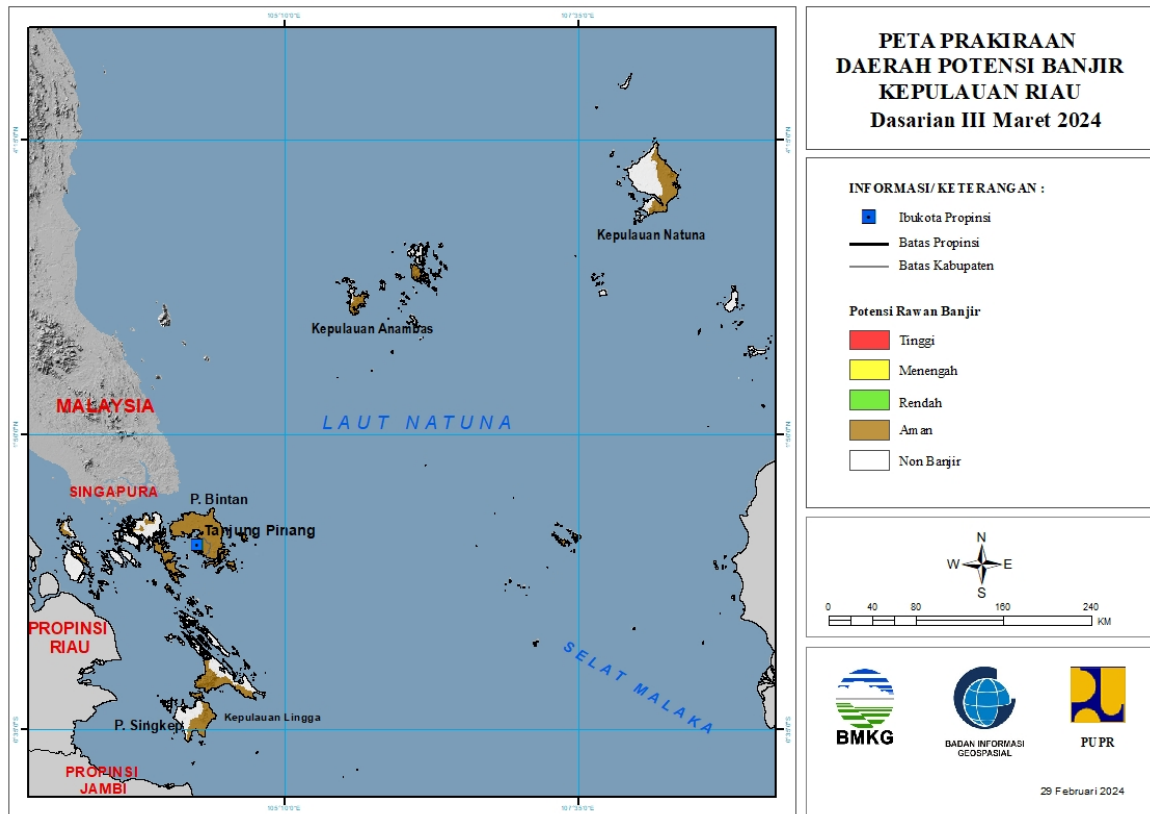 PETA PRAKIRAAN
DAERAH POTENSI BANJIR
KEPULAUAN RIAU
Dasarian III Maret 2024
INFORMASI/ KETERANGAN :
Ibukota Propinsi
Batas Propinsi
Batas Kabupaten
Potensi Rawan Banjir
Tinggi
Menengah
Rendah
Aman
Non Banjir
N
W
E
S
0 40 80 160 240
KM
BMKG
BADAN INFORMASI
GEOSPASIAL
PUPR
29 Februari 2024
Kepulauan Natuna
Kepulauan Anambas
MALAYSIA
LAUT NATUNA
SINGAPURA
P. Bintan
Tanjung Pinang
PROPINSI
RIAU
SELAT MALAKA
P. Singkep
Kepulauan Lingga
PROPINSI
JAMBI